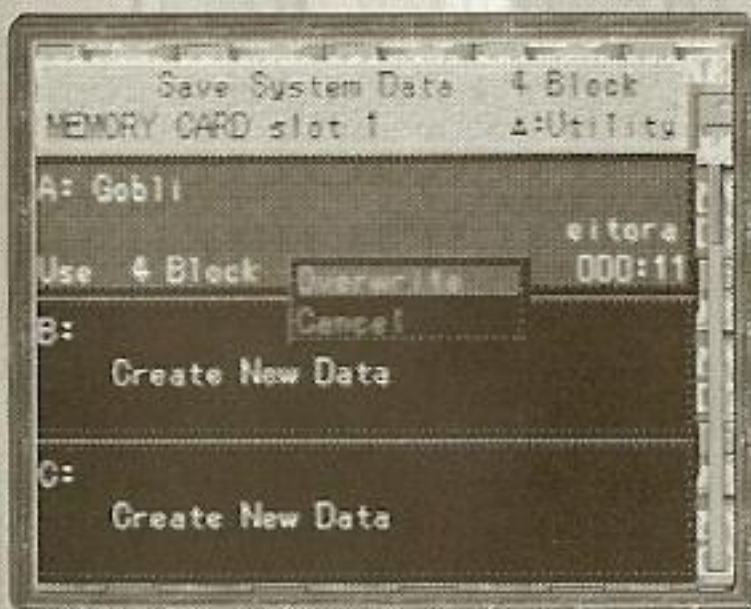 Save System Data 4 Block
MEMORY CARD slot 1 △:Utility
A: Gobli
eitora
Use 4 Block 000:11
Overwrite
Cancel
B:
Create New Data
C:
Create New Data